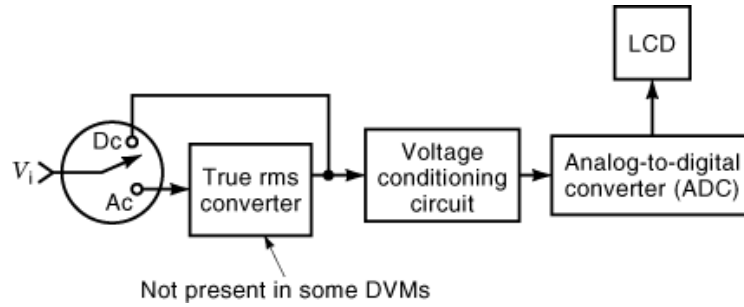 LCD
Dc
Vi
Ac
True rms
converter
Voltage
conditioning
circuit
Analog-to-digital
converter (ADC)
Not present in some DVMs